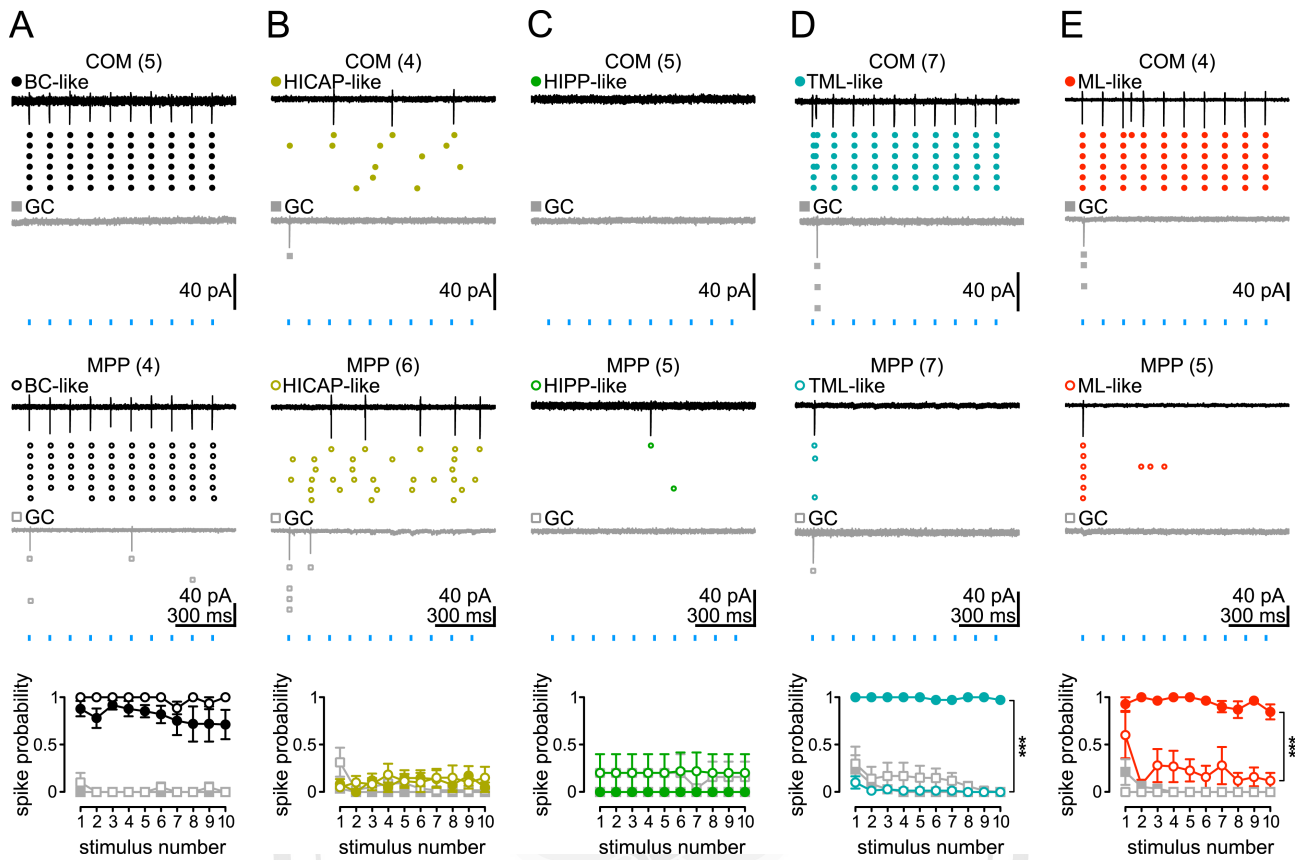 A B C D E
COM (5) COM (4) COM (5) COM (7) COM (4)
BC-like HICAP-like HIPP-like TML-like ML-like
GC GC GC GC
40 pA 40 pA 40 pA 40 pA 40 pA
MPP (4) MPP (6) MPP (5) MPP (7) MPP (5)
BC-like HICAP-like HIPP-like TML-like ML-like
GC GC GC GC GC
40 pA 40 pA 40 pA 40 pA 40 pA
300 ms 300 ms 300 ms 300 ms 300 ms
spike probability
1
0.5
0
1 2 3 4 5 6 7 8 9 10
stimulus number
spike probability
1
0.5
0
1 2 3 4 5 6 7 8 9 10
stimulus number
spike probability
1
0.5
0
1 2 3 4 5 6 7 8 9 10
stimulus number
spike probability
1
0.5
0
***
1 2 3 4 5 6 7 8 9 10
stimulus number
spike probability
1
0.5
0
***
1 2 3 4 5 6 7 8 9 10
stimulus number